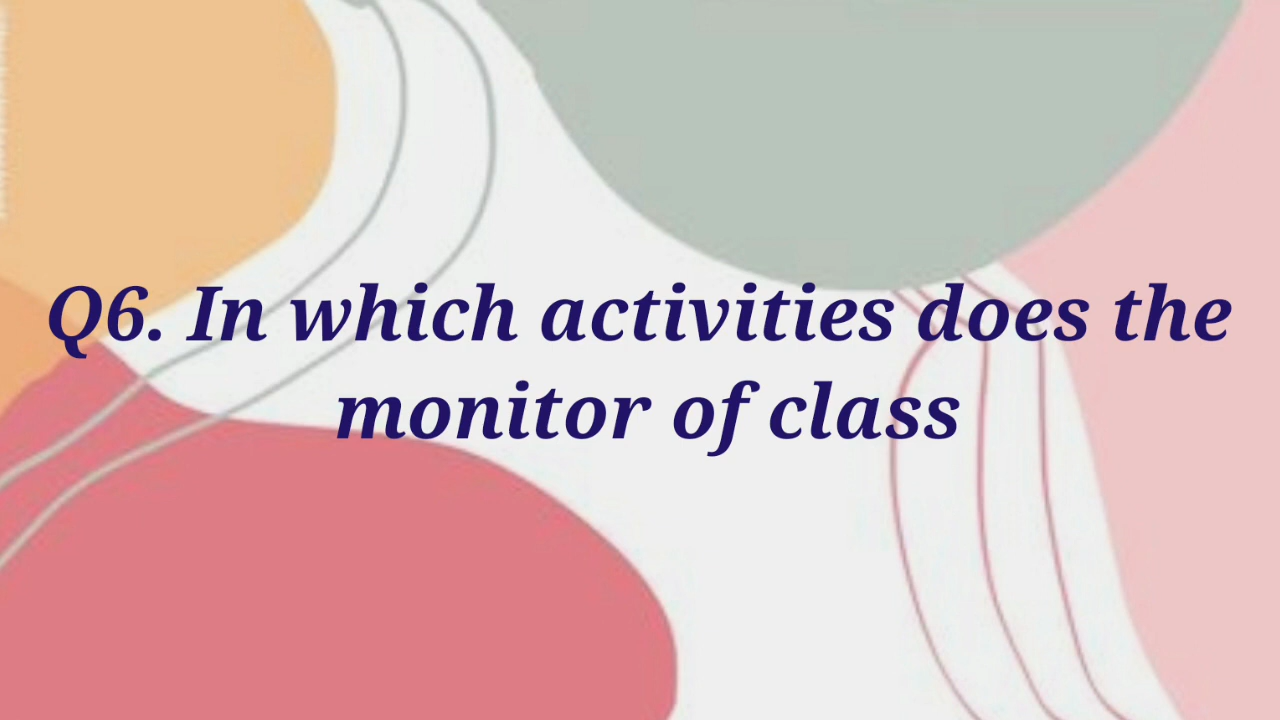 Q6. In which activities does the
monitor of class